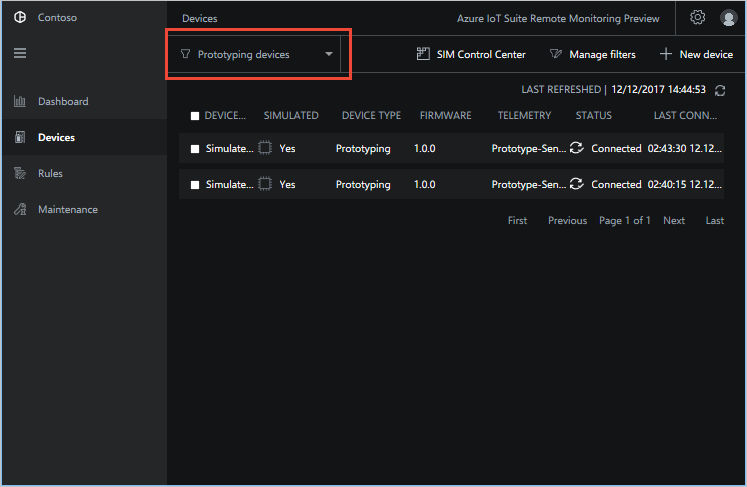 Contoso
Devices
Azure IoT Suite Remote Monitoring Preview
Prototyping devices
SIM Control Center
Manage filters
New device
Dashboard
Devices
Rules
Maintenance
LAST REFRESHED | 12/12/2017 14:44:53
DEVICE... SIMULATED DEVICE TYPE FIRMWARE TELEMETRY STATUS LAST CONN...
Simulate... Yes Prototyping 1.0.0 Prototype-Sen... Connected 02:43:30 12.12...
Simulate... Yes Prototyping 1.0.0 Prototype-Sen... Connected 02:40:15 12.12...
First Previous Page 1 of 1 Next Last